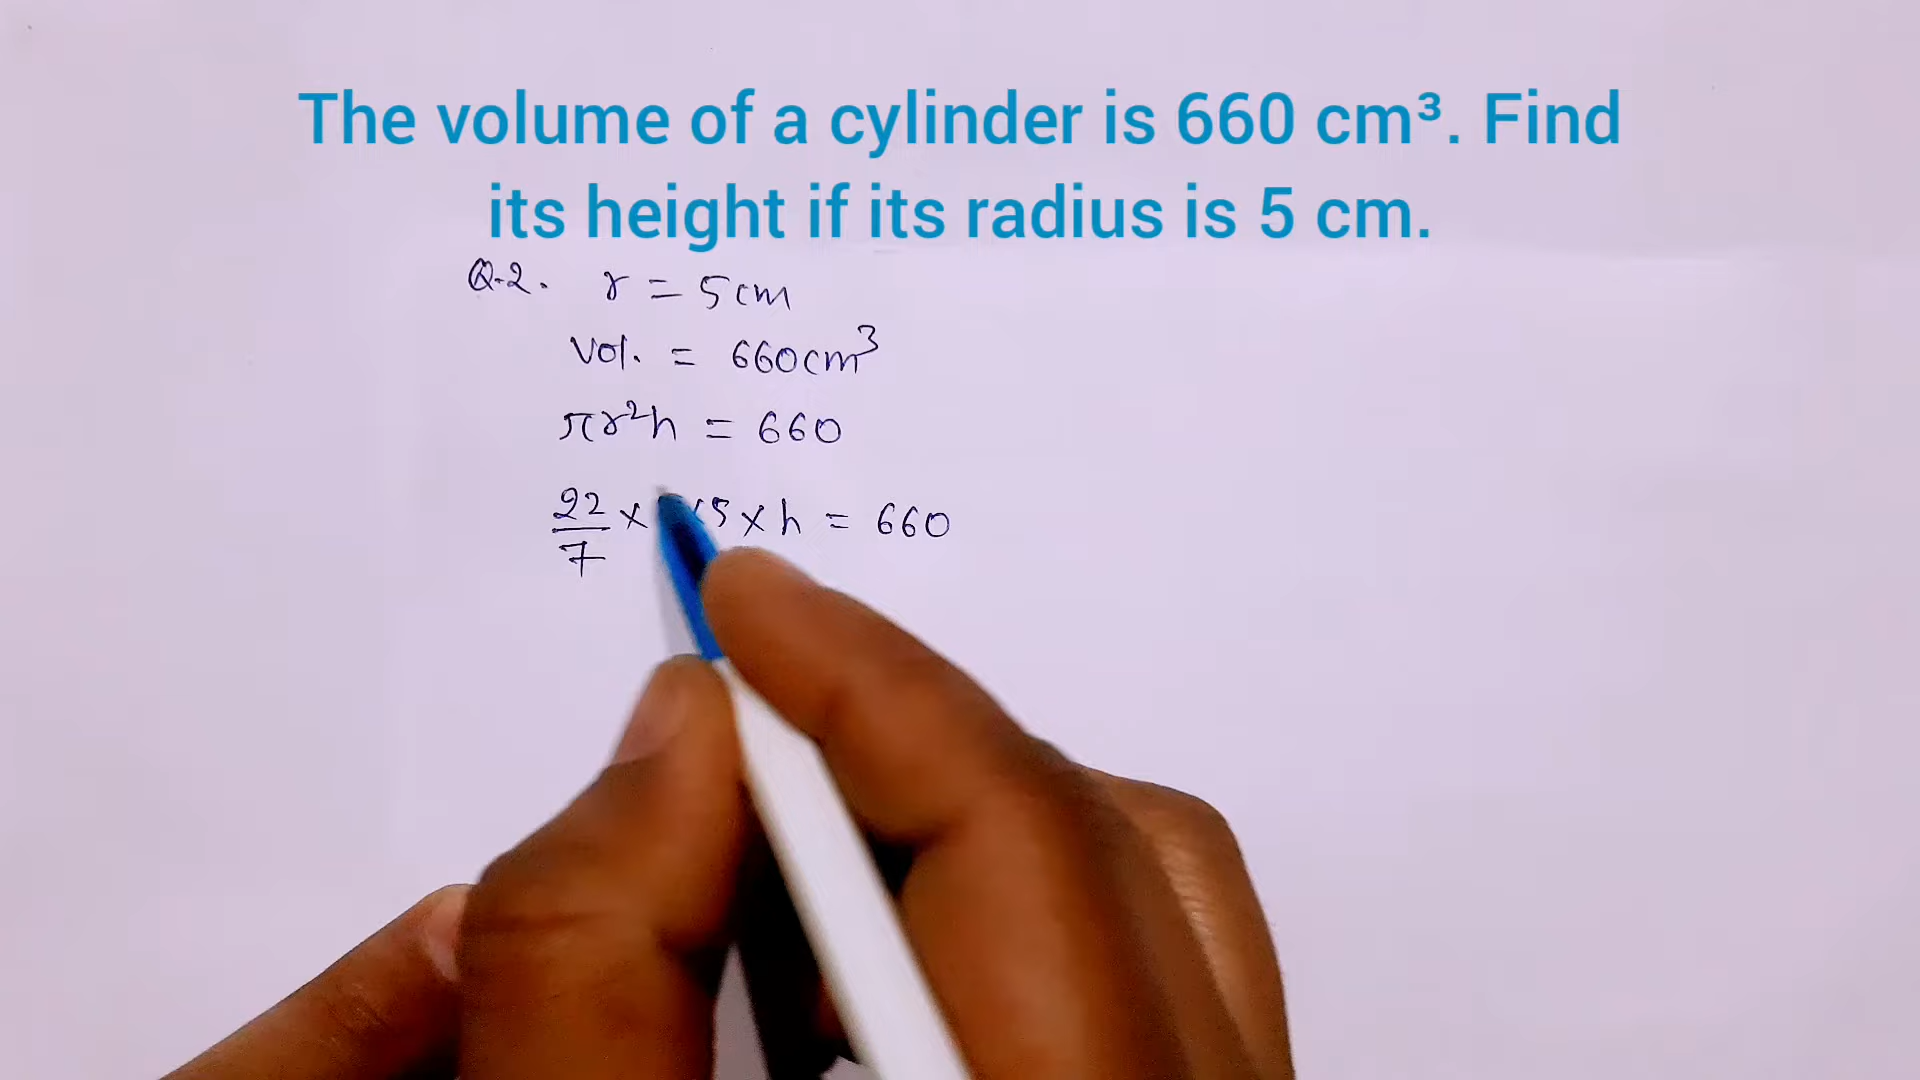 The volume of a cylinder is 660 cm³. Find
its height if its radius is 5 cm.
Q-2. r = 5cm
Vol. = 660cm³
πr²h = 660
22/7 × ×5 × h = 660